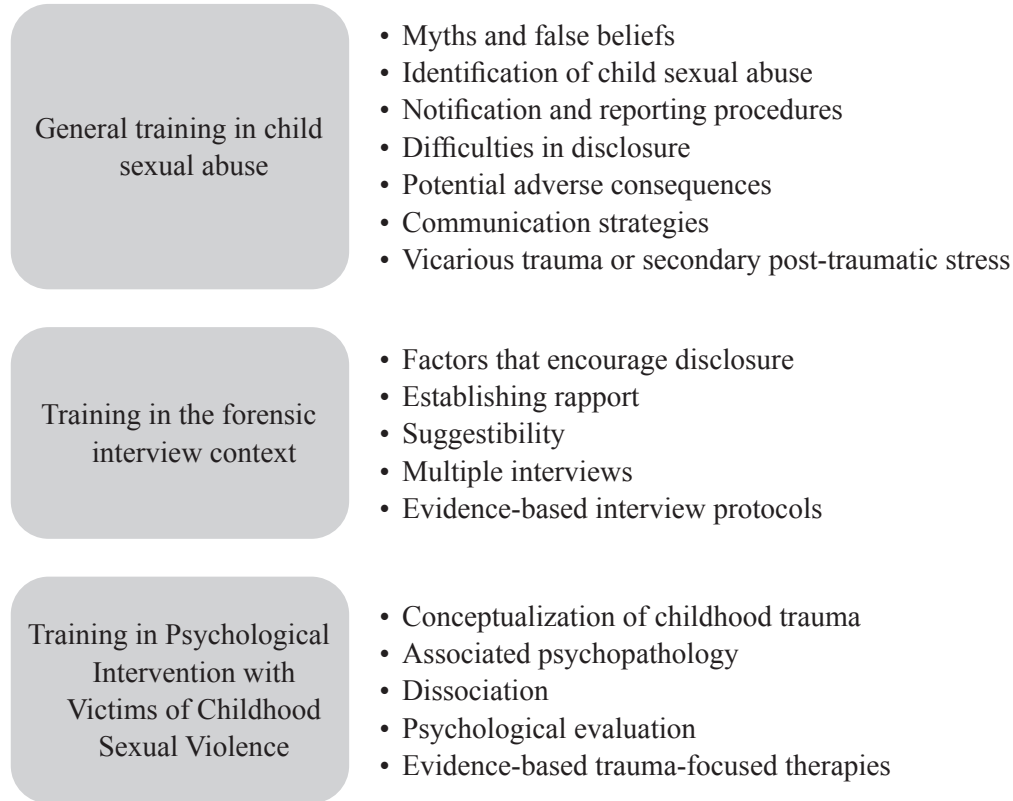 General training in child
sexual abuse
• Myths and false beliefs
• Identification of child sexual abuse
• Notification and reporting procedures
• Difficulties in disclosure
• Potential adverse consequences
• Communication strategies
• Vicarious trauma or secondary post-traumatic stress
Training in the forensic
interview context
• Factors that encourage disclosure
• Establishing rapport
• Suggestibility
• Multiple interviews
• Evidence-based interview protocols
Training in Psychological
Intervention with
Victims of Childhood
Sexual Violence
• Conceptualization of childhood trauma
• Associated psychopathology
• Dissociation
• Psychological evaluation
• Evidence-based trauma-focused therapies